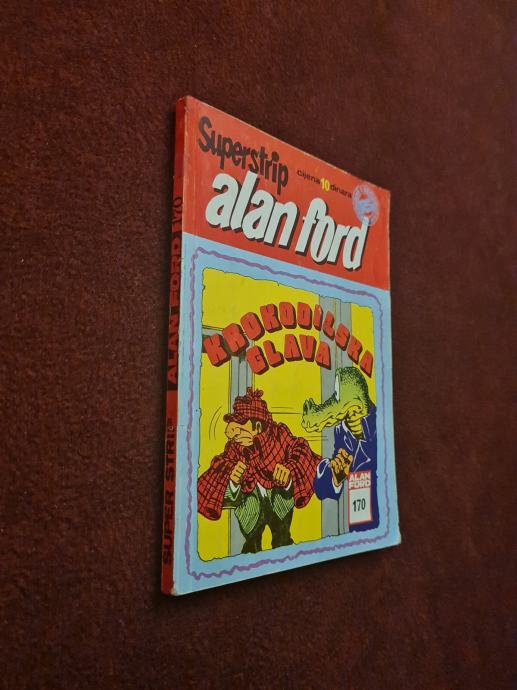 Superstrip
cijena 10 dinara
alan ford
KROKODILSKA
GLAVA
ALAN
FORD
170
SUPER STRIP ALAN FORD 170